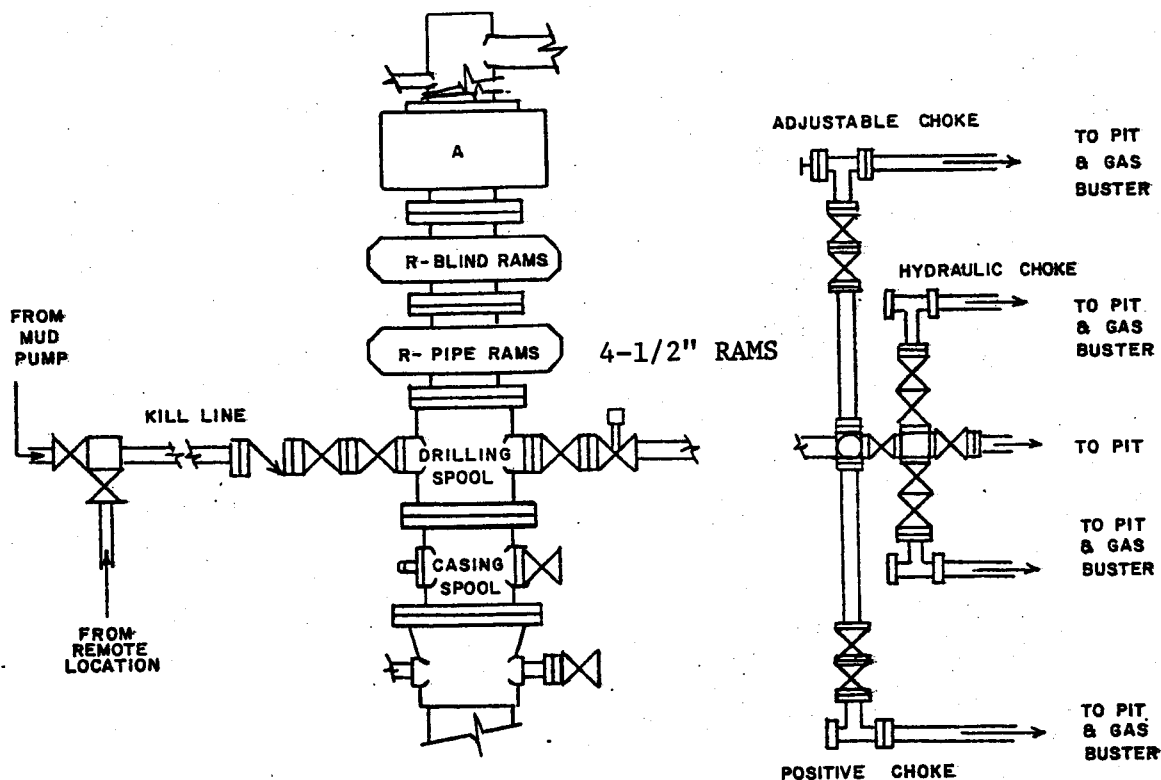 A
R-BLIND RAMS
R- PIPE RAMS
4-1/2" RAMS
FROM
MUD
PUMP
KILL LINE
DRILLING
SPOOL
CASING
SPOOL
FROM
REMOTE
LOCATION
ADJUSTABLE CHOKE
TO PIT
& GAS
BUSTER
HYDRAULIC CHOKE
TO PIT
& GAS
BUSTER
TO PIT
TO PIT
& GAS
BUSTER
TO PIT
& GAS
BUSTER
POSITIVE CHOKE